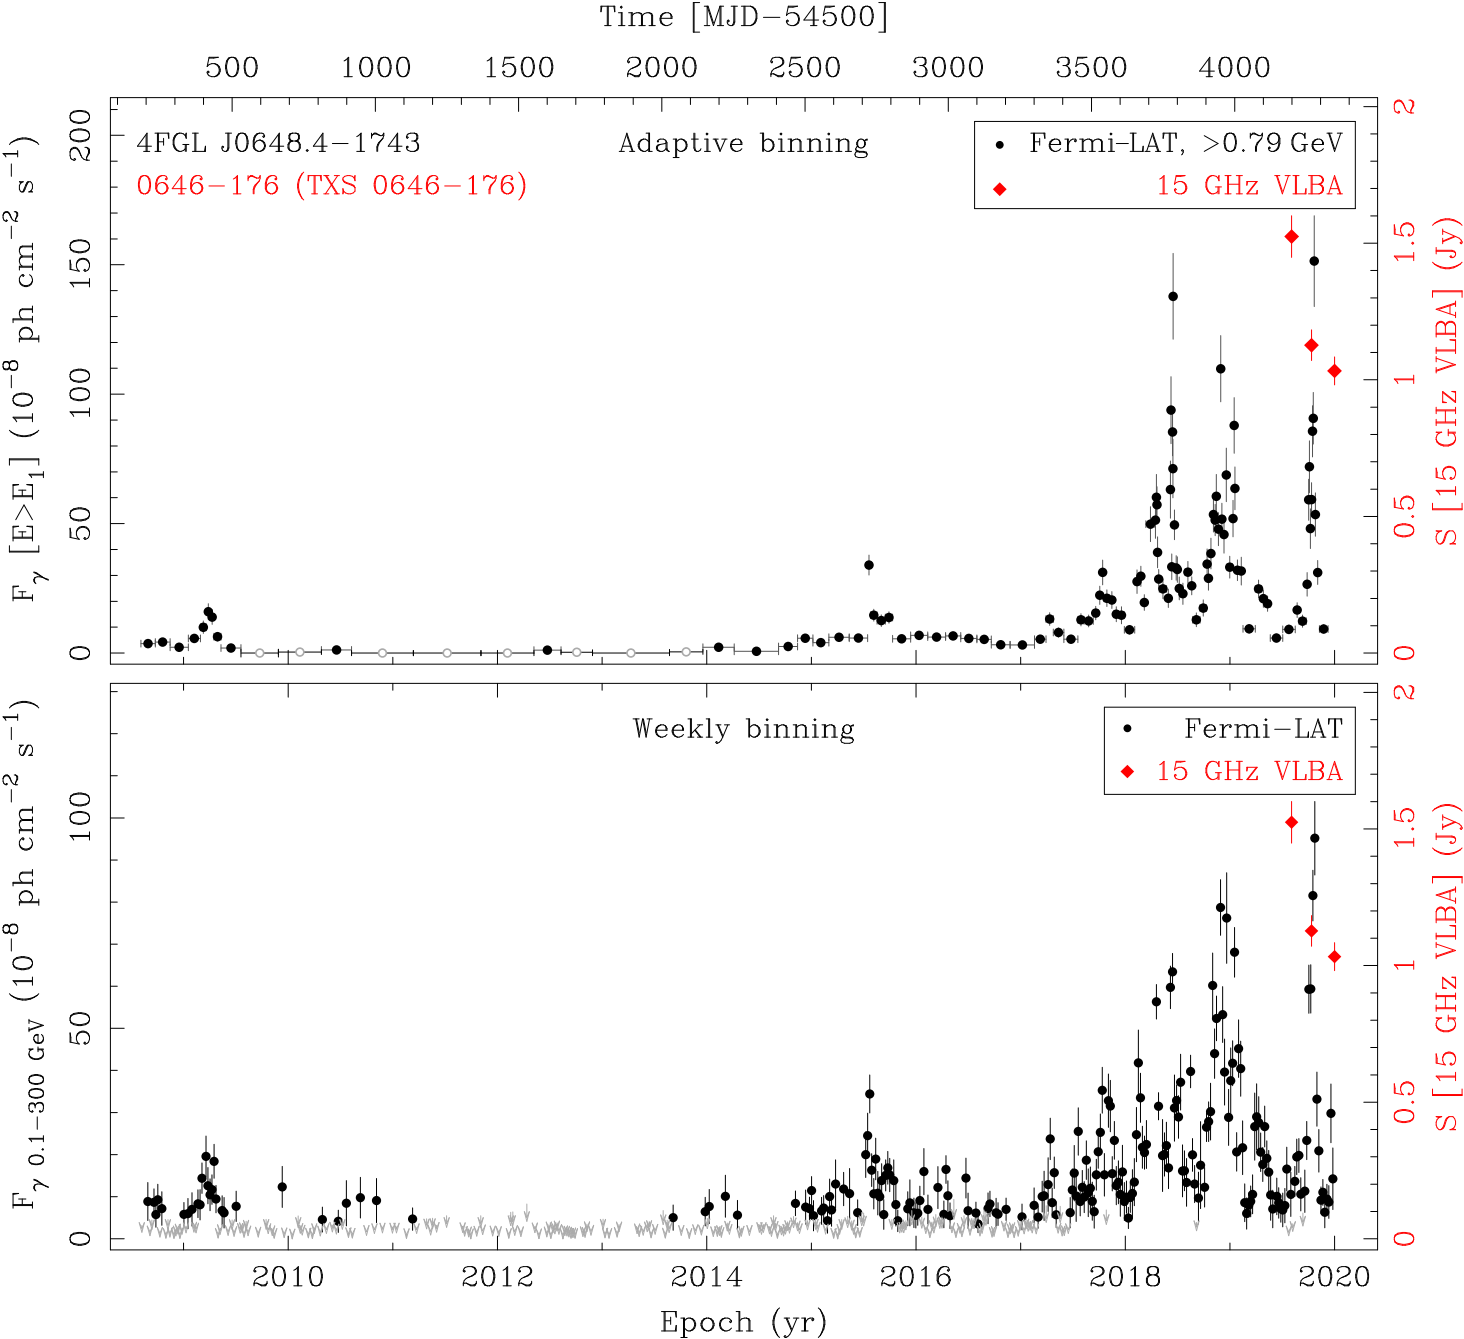 Time [MJD−54500]
500 1000 1500 2000 2500 3000 3500 4000
4FGL J0648.4−1743
0646−176 (TXS 0646−176)
Adaptive binning
Fermi−LAT, >0.79 GeV
15 GHz VLBA
F_γ [E>E_1] (10^−8 ph cm^−2 s^−1)
200
150
100
50
0
S [15 GHz VLBA] (Jy)
2
1.5
1
0.5
0
Weekly binning
Fermi−LAT
15 GHz VLBA
F_γ 0.1−300 GeV (10^−8 ph cm^−2 s^−1)
100
50
0
S [15 GHz VLBA] (Jy)
2
1.5
1
0.5
0
2010 2012 2014 2016 2018 2020
Epoch (yr)